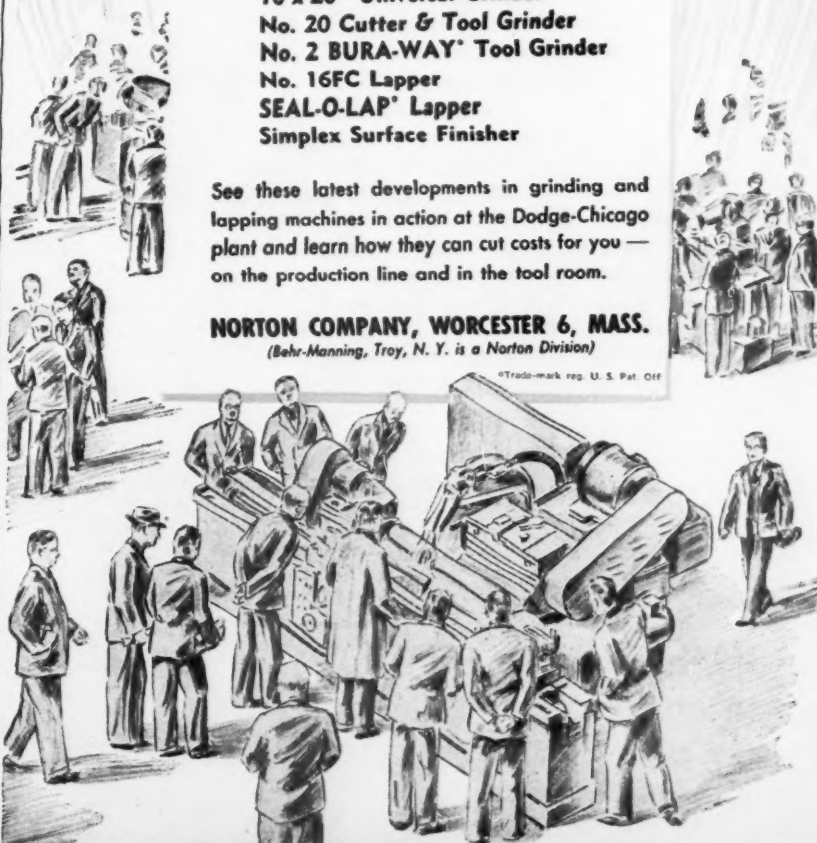 No. 20 Cutter & Tool Grinder
No. 2 BURA-WAY* Tool Grinder
No. 16FC Lapper
SEAL-O-LAP* Lapper
Simplex Surface Finisher
See these latest developments in grinding and
lapping machines in action at the Dodge-Chicago
plant and learn how they can cut costs for you —
on the production line and in the tool room.
NORTON COMPANY, WORCESTER 6, MASS.
(Behr-Manning, Troy, N. Y. is a Norton Division)
*Trade-mark reg. U. S. Pat. Off